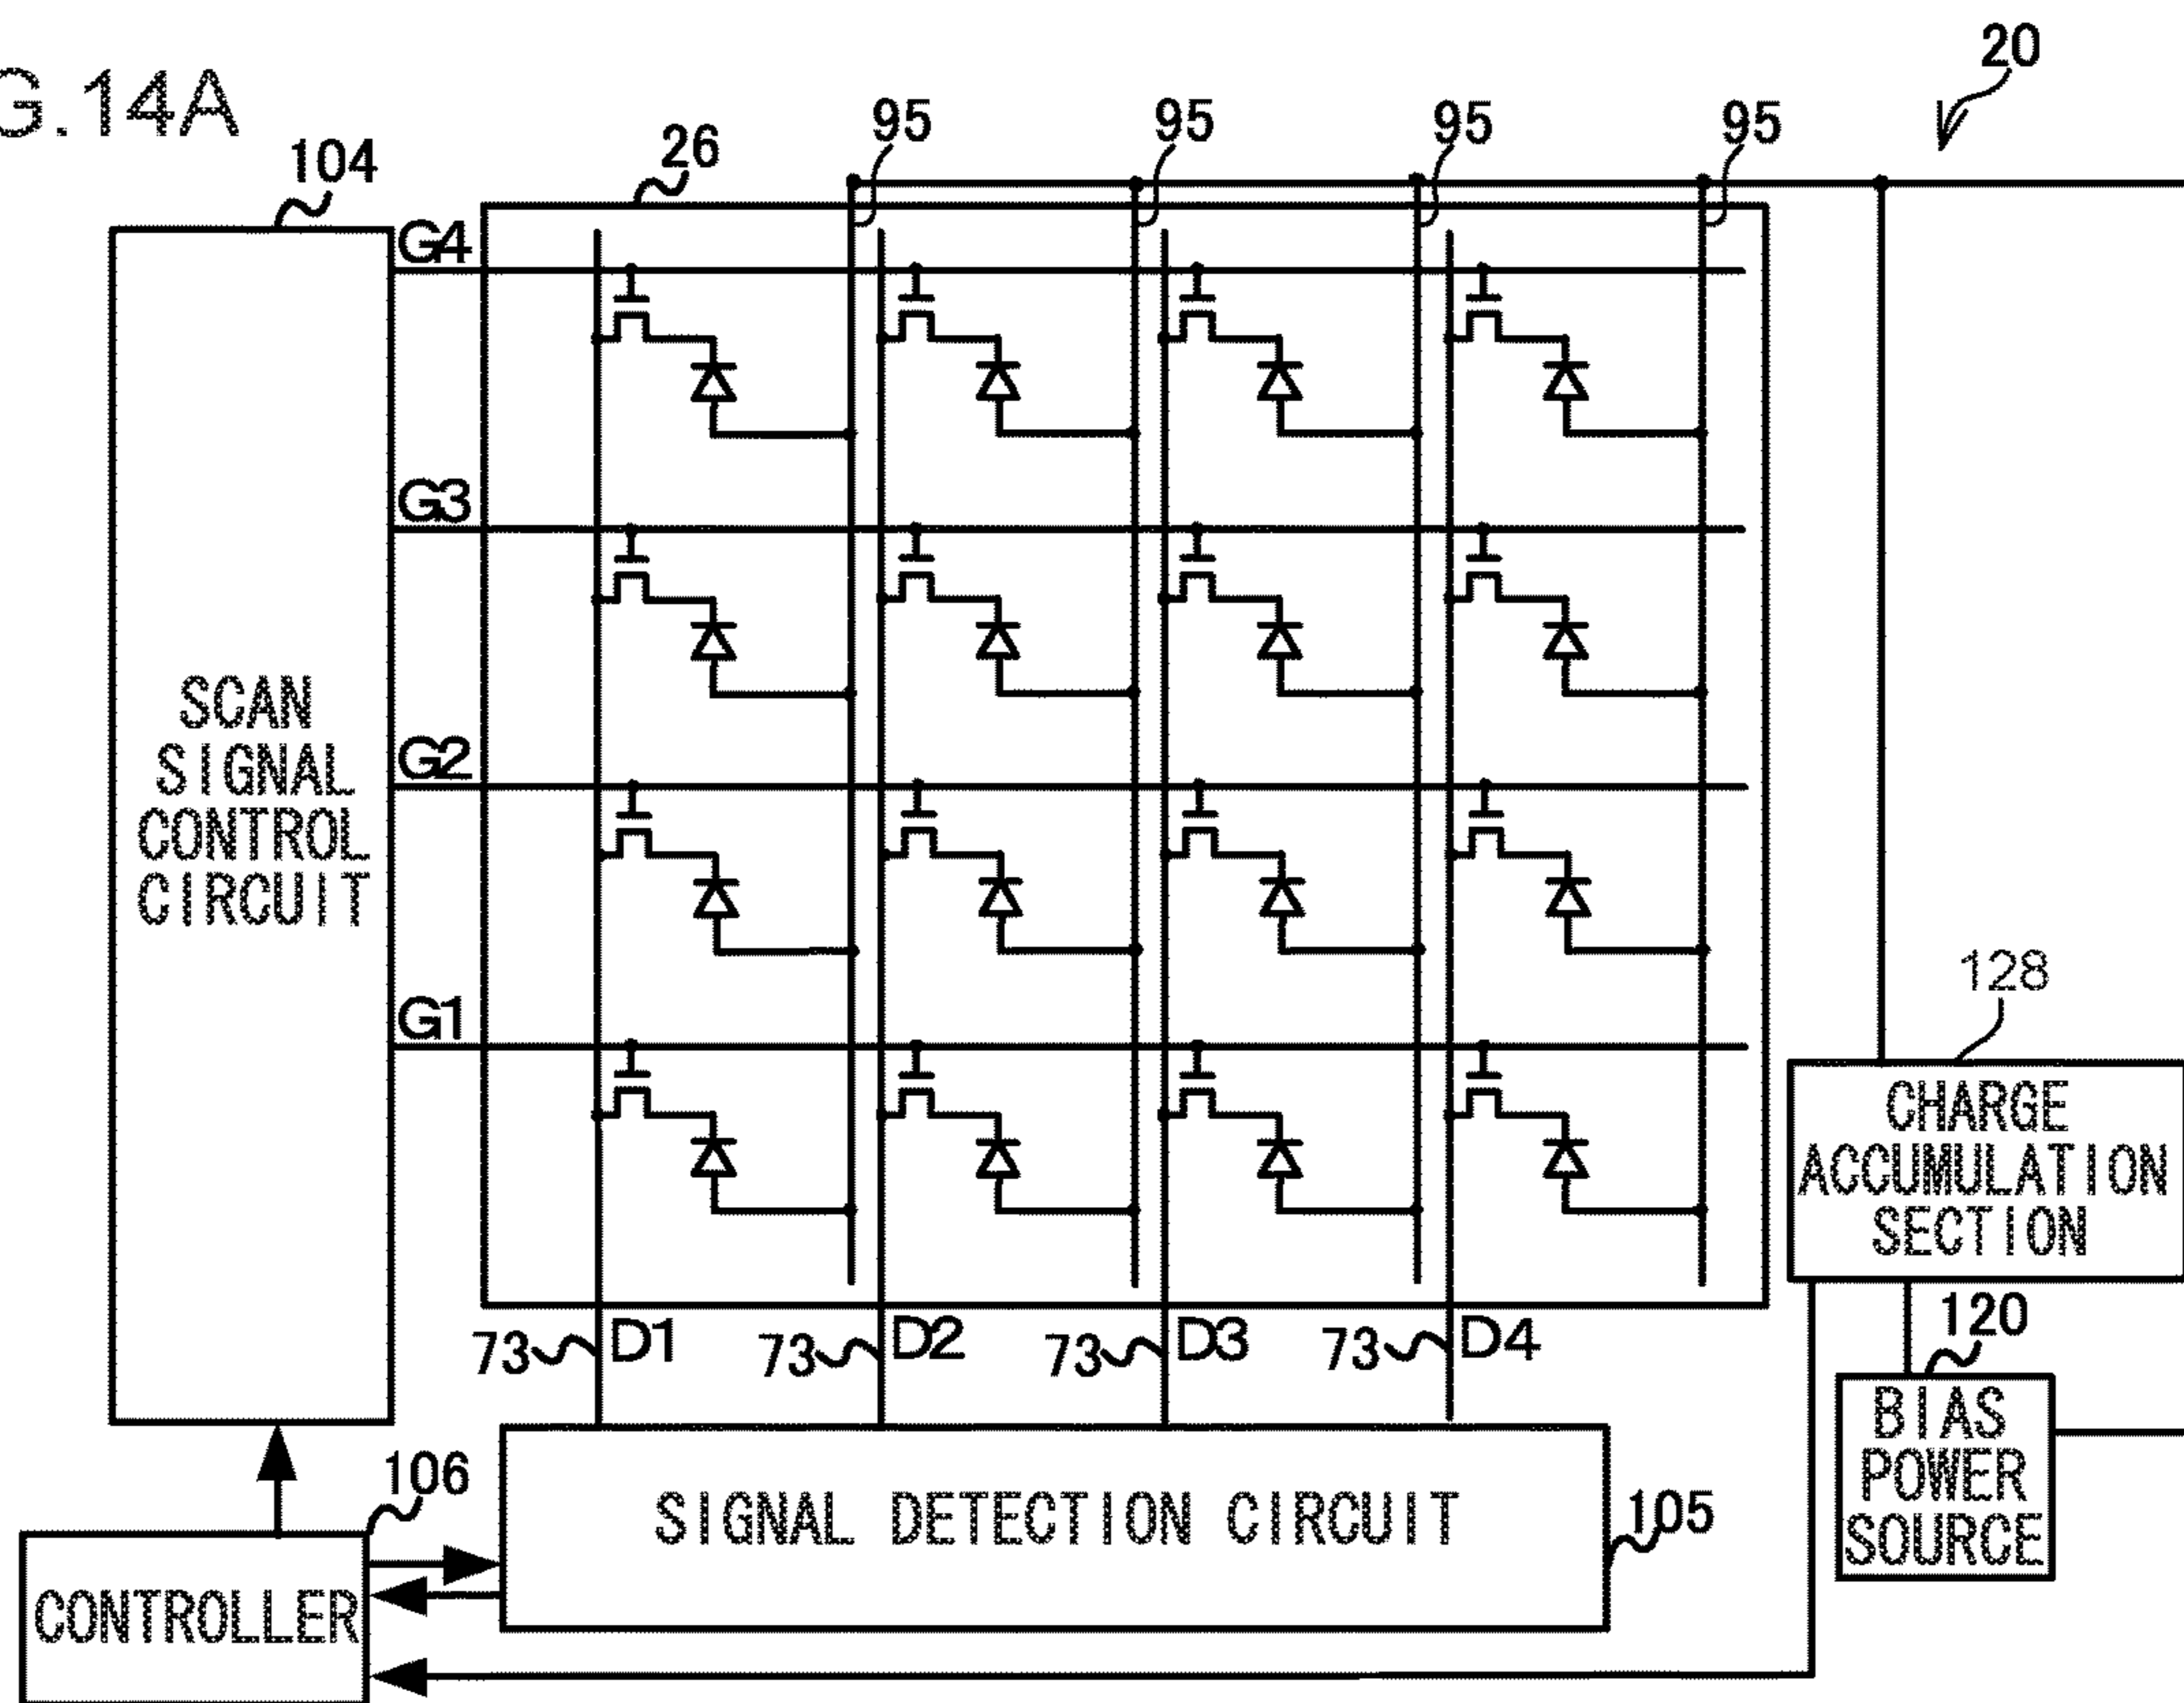 G.14A
20
95 95 95 95
26
104
G4
G3
SCAN
SIGNAL
CONTROL
CIRCUIT
G2
G1
128
CHARGE
ACCUMULATION
SECTION
73 D1 73 D2 73 D3 73 D4
120
BIAS
POWER
SOURCE
106
SIGNAL DETECTION CIRCUIT
105
CONTROLLER